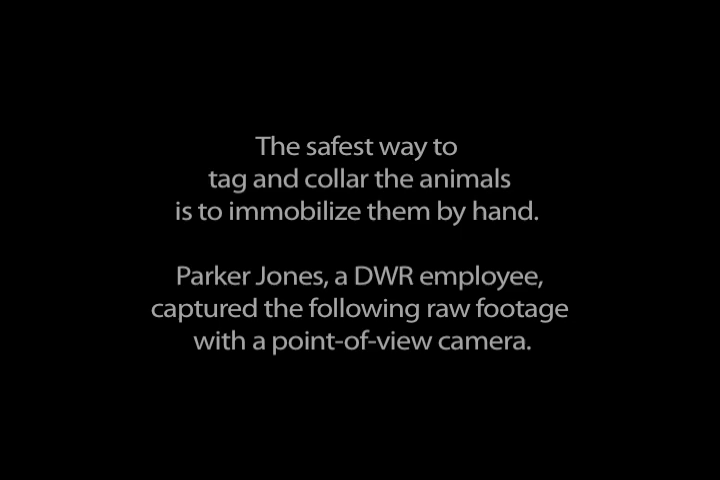 The safest way to
tag and collar the animals
is to immobilize them by hand.
Parker Jones, a DWR employee,
captured the following raw footage
with a point-of-view camera.